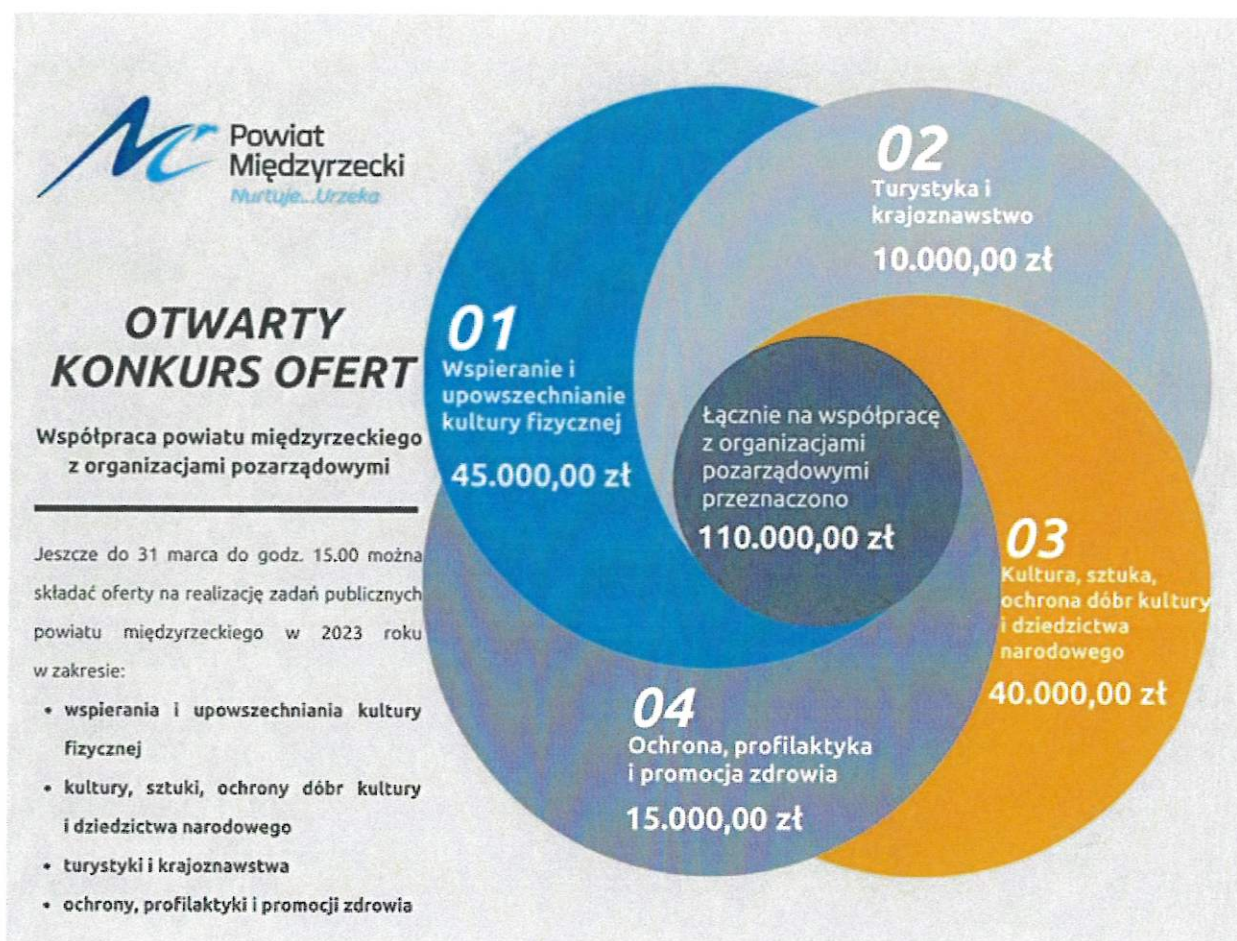 Powiat
Międzyrzecki
Nurtuje...Urzeka
OTWARTY
KONKURS OFERT
Współpraca powiatu międzyrzeckiego
z organizacjami pozarządowymi
Jeszcze do 31 marca do godz. 15.00 można
składać oferty na realizację zadań publicznych
powiatu międzyrzeckiego w 2023 roku
w zakresie:
• wspierania i upowszechniania kultury
fizycznej
• kultury, sztuki, ochrony dóbr kultury
i dziedzictwa narodowego
• turystyki i krajoznawstwa
• ochrony, profilaktyki i promocji zdrowia
01
Wspieranie i
upowszechnianie
kultury fizycznej
45.000,00 zł
02
Turystyka i
krajoznawstwo
10.000,00 zł
Łącznie na współpracę
z organizacjami
pozarządowymi
przeznaczono
110.000,00 zł
03
Kultura, sztuka,
ochrona dóbr kultury
i dziedzictwa
narodowego
40.000,00 zł
04
Ochrona, profilaktyka
i promocja zdrowia
15.000,00 zł